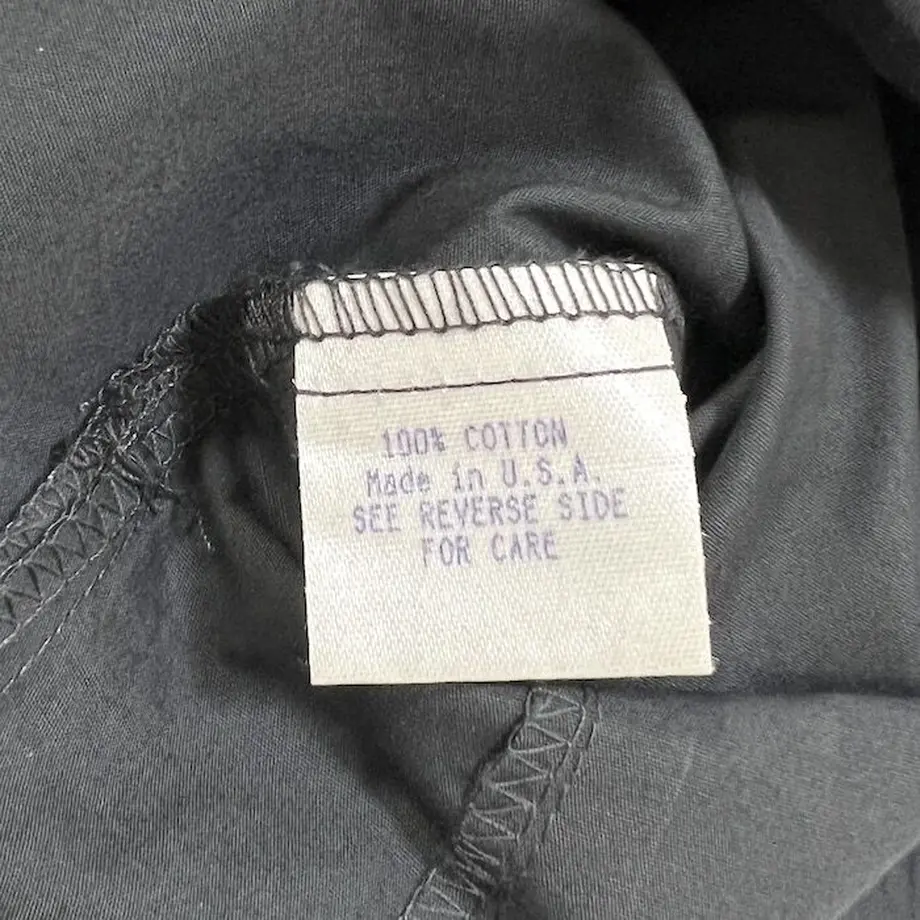 100% COTTON
Made in U.S.A.
SEE REVERSE SIDE
FOR CARE